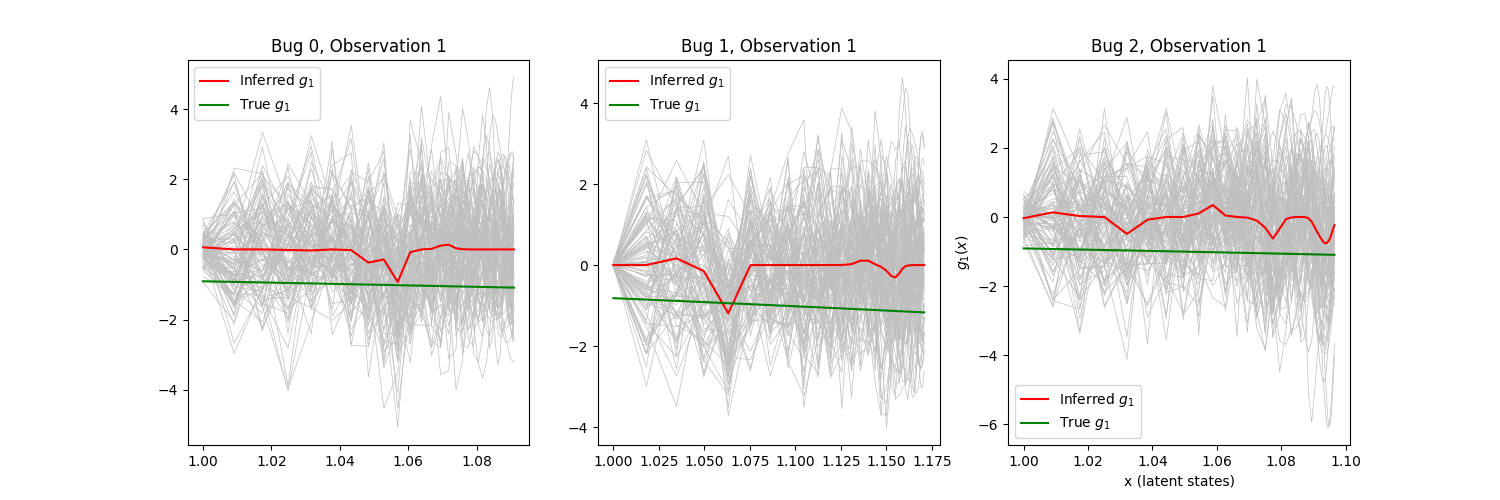 Bug 0, Observation 1
Inferred g₁
True g₁
4
2
0
−2
−4
1.00 1.02 1.04 1.06 1.08
Bug 1, Observation 1
Inferred g₁
True g₁
4
2
0
−2
−4
1.000 1.025 1.050 1.075 1.100 1.125 1.150 1.175
Bug 2, Observation 1
4
2
0
−2
−4
−6
g₁(x)
Inferred g₁
True g₁
1.00 1.02 1.04 1.06 1.08 1.10
x (latent states)